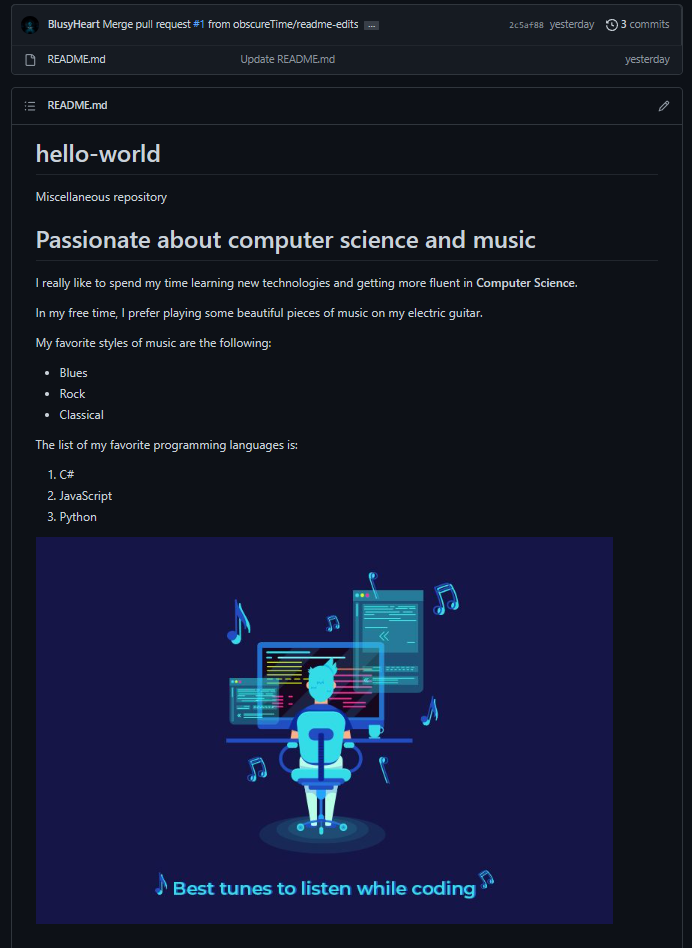 BlusyHeart Merge pull request #1 from obscureTime/readme-edits ... 2c5af88 yesterday 3 commits
README.md Update README.md yesterday
README.md
hello-world
Miscellaneous repository
Passionate about computer science and music
I really like to spend my time learning new technologies and getting more fluent in Computer Science.
In my free time, I prefer playing some beautiful pieces of music on my electric guitar.
My favorite styles of music are the following:
• Blues
• Rock
• Classical
The list of my favorite programming languages is:
1. C#
2. JavaScript
3. Python
Best tunes to listen while coding